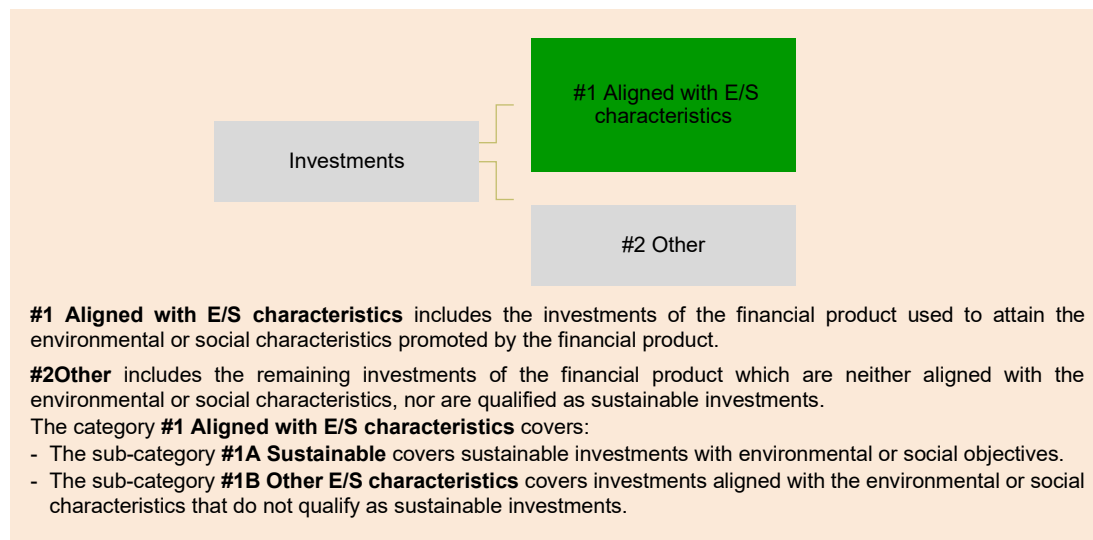 #1 Aligned with E/S
characteristics
Investments
#2 Other
#1 Aligned with E/S characteristics includes the investments of the financial product used to attain the
environmental or social characteristics promoted by the financial product.
#2Other includes the remaining investments of the financial product which are neither aligned with the
environmental or social characteristics, nor are qualified as sustainable investments.
The category #1 Aligned with E/S characteristics covers:
- The sub-category #1A Sustainable covers sustainable investments with environmental or social objectives.
- The sub-category #1B Other E/S characteristics covers investments aligned with the environmental or social
characteristics that do not qualify as sustainable investments.